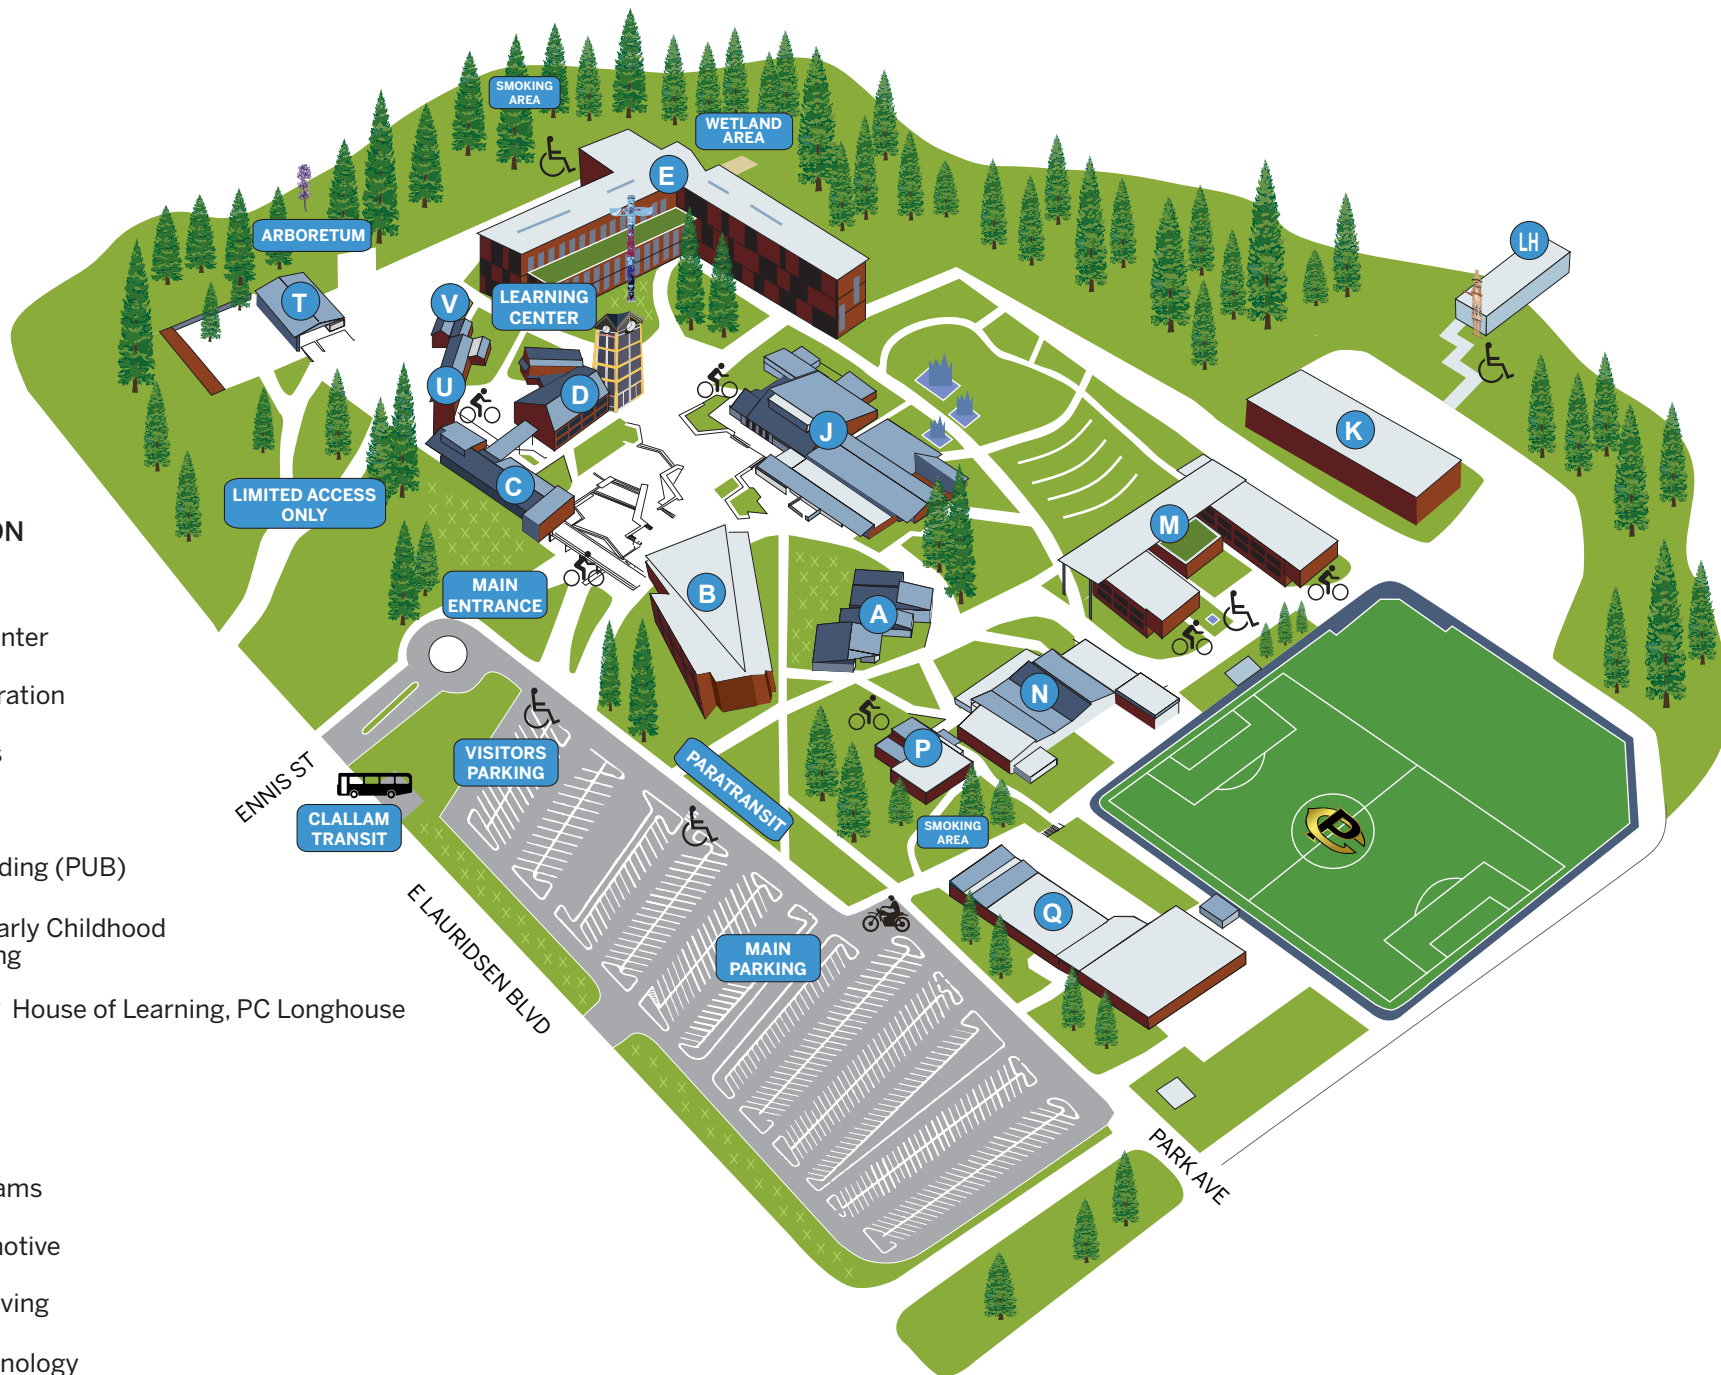 SMOKING
AREA
WETLAND
AREA
E
ARBORETUM
LH
T
V
LEARNING
CENTER
U
D
J
K
C
LIMITED ACCESS
ONLY
M
ON
MAIN
ENTRANCE
B
A
nter
ration
N
s
VISITORS
PARKING
P
PARATRANSIT
ENNIS ST
CLALLAM
TRANSIT
SMOKING
AREA
ding (PUB)
Q
arly Childhood
ng
E LAURIDSEN BLVD
MAIN
PARKING
House of Learning, PC Longhouse
PARK AVE
ams
notive
ving
nology